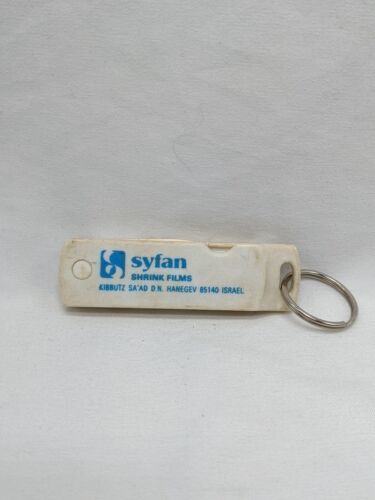 syfan
SHRINK FILMS
KIBBUTZ SA'AD D.N. HANEGEV 85140 ISRAEL